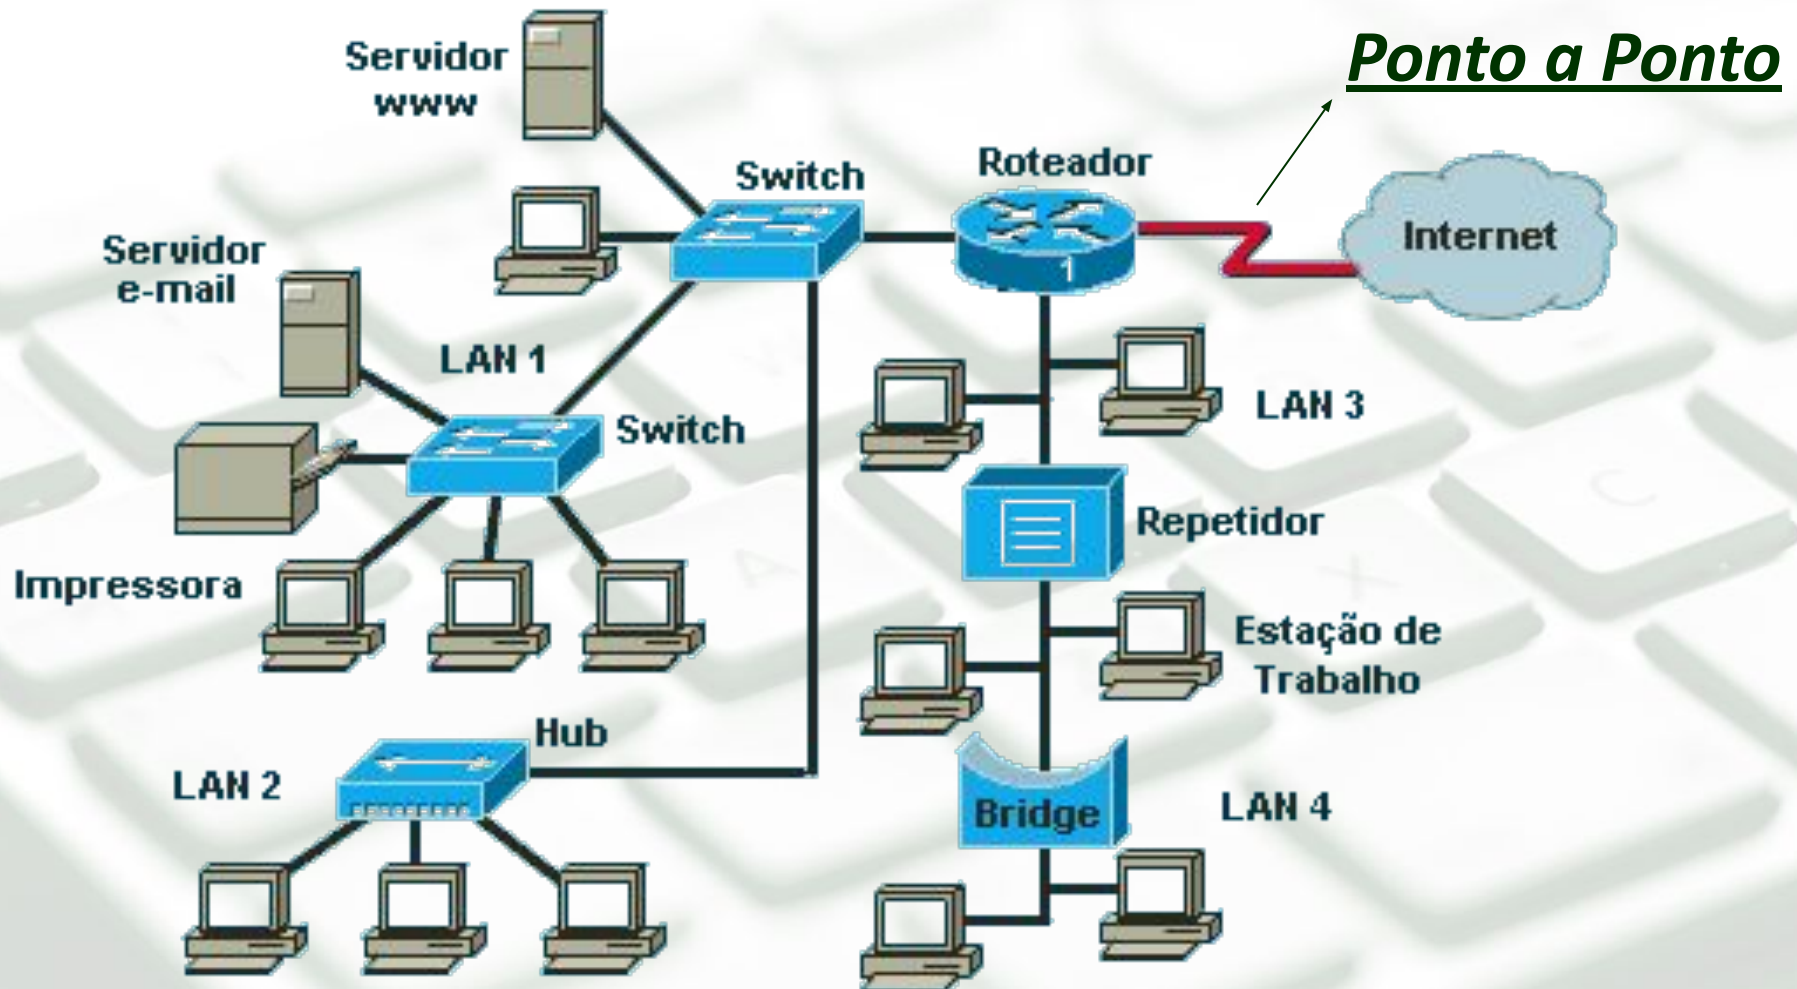 Ponto a Ponto
Servidor
www
Switch
Roteador
Internet
1
Servidor
e-mail
LAN 1
Switch
LAN 3
Impressora
Repetidor
Estação de
Trabalho
Hub
LAN 2
Bridge
LAN 4